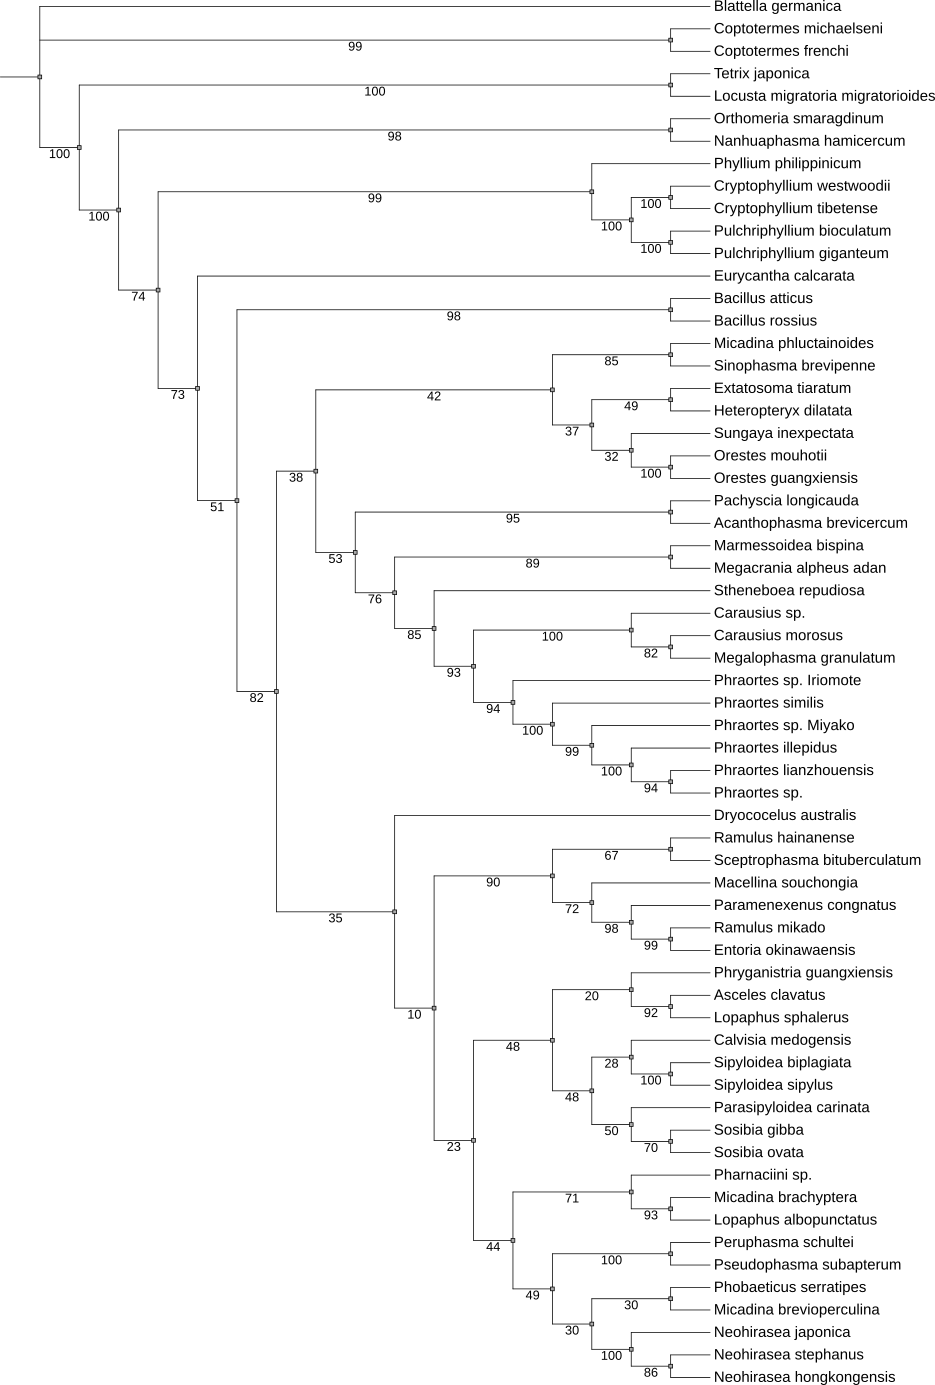 Blattella germanica
Coptotermes michaelseni
99
Coptotermes frenchi
Tetrix japonica
100
Locusta migratoria migratorioides
Orthomeria smaragdinum
98
Nanhuaphasma hamicercum
100
Phyllium philippinicum
Cryptophyllium westwoodii
99
100
Cryptophyllium tibetense
100
100
Pulchriphyllium bioculatum
100
Pulchriphyllium giganteum
Eurycantha calcarata
74
Bacillus atticus
98
Bacillus rossius
Micadina phluctainoides
85
Sinophasma brevipenne
Extatosoma tiaratum
73
42
49
Heteropteryx dilatata
37
Sungaya inexpectata
32
Orestes mouhotii
100
Orestes guangxiensis
38
Pachyscia longicauda
51
95
Acanthophasma brevicercum
Marmessoidea bispina
53
89
Megacrania alpheus adan
Stheneboea repudiosa
76
Carausius sp.
85
100
Carausius morosus
82
Megalophasma granulatum
93
Phraortes sp. Iriomote
82
Phraortes similis
94
Phraortes sp. Miyako
100
Phraortes illepidus
99
Phraortes lianzhouensis
100
94
Phraortes sp.
Dryococelus australis
Ramulus hainanense
67
Sceptrophasma bituberculatum
90
Macellina souchongia
72
Paramenexenus congnatus
35
98
Ramulus mikado
99
Entoria okinawaensis
Phryganistria guangxiensis
20
Asceles clavatus
10
92
Lopaphus sphalerus
Calvisia medogensis
48
28
Sipyloidea biplagiata
100
Sipyloidea sipylus
48
Parasipyloidea carinata
50
Sosibia gibba
23
70
Sosibia ovata
Pharnaciini sp.
71
Micadina brachyptera
93
Lopaphus albopunctatus
44
Peruphasma schultei
100
Pseudophasma subapterum
Phobaeticus serratipes
49
30
Micadina brevioperculina
30
Neohirasea japonica
100
Neohirasea stephanus
86
Neohirasea hongkongensis